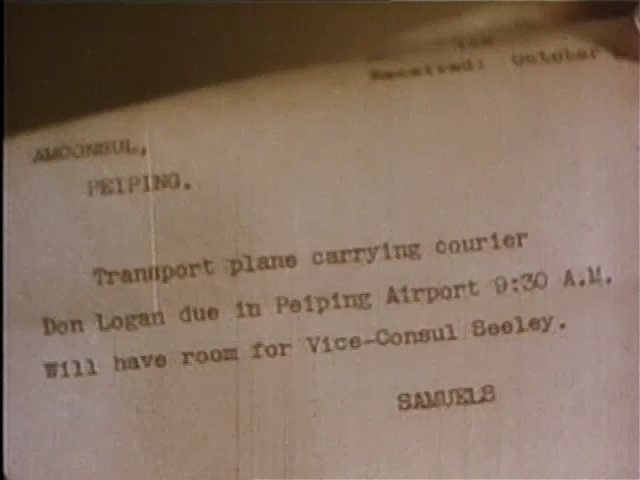 Received: October
AMCONSUL,
PEIPING.
Transport plane carrying courier
Don Logan due in Peiping Airport 9:30 A.M.
Will have room for Vice-Consul Seeley.
SAMUELS